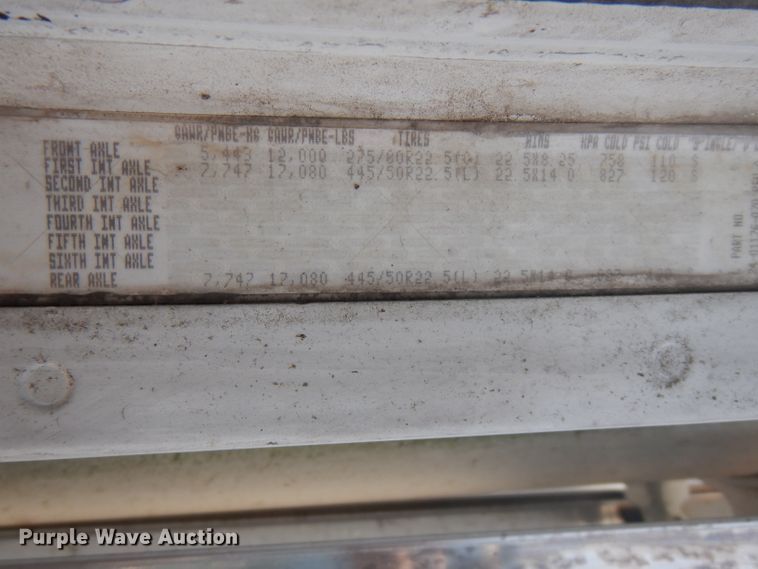 GAWR/PNBE-KG GAWR/PNBE-LBS TIRES RIMS KPA COLD PSI COLD
FRONT AXLE 5,443 12,000 275/80R22.5(G) 22.5X8.25 758 110 S
FIRST INT AXLE 7,747 17,080 445/50R22.5(L) 22.5X14.0 827 120 S
SECOND INT AXLE
THIRD INT AXLE
FOURTH INT AXLE
FIFTH INT AXLE
SIXTH INT AXLE
REAR AXLE 7,747 17,080 445/50R22.5(L) 22.5X14.0
PART NO.
Purple Wave Auction